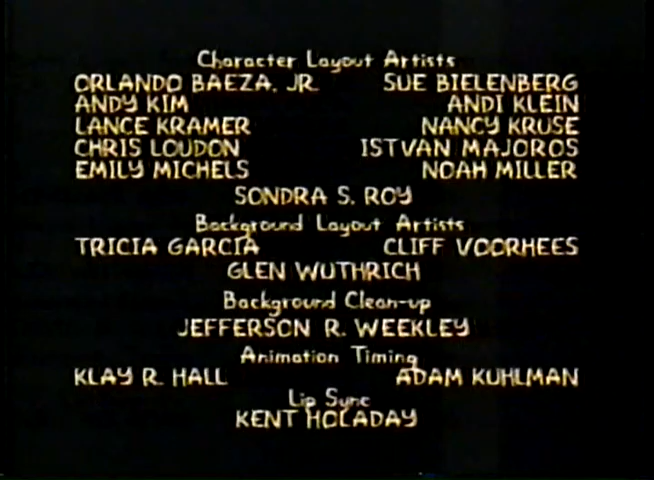 Character Layout Artists
ORLANDO BAEZA, JR. SUE BIELENBERG
ANDY KIM ANDI KLEIN
LANCE KRAMER NANCY KRUSE
CHRIS LOUDON ISTVAN MAJOROS
EMILY MICHELS NOAH MILLER
SONDRA S. ROY
Background Layout Artists
TRICIA GARCIA CLIFF VOORHEES
GLEN WUTHRICH
Background Clean-up
JEFFERSON R. WEEKLEY
Animation Timing
KLAY R. HALL ADAM KUHLMAN
Lip Sync
KENT HOLADAY